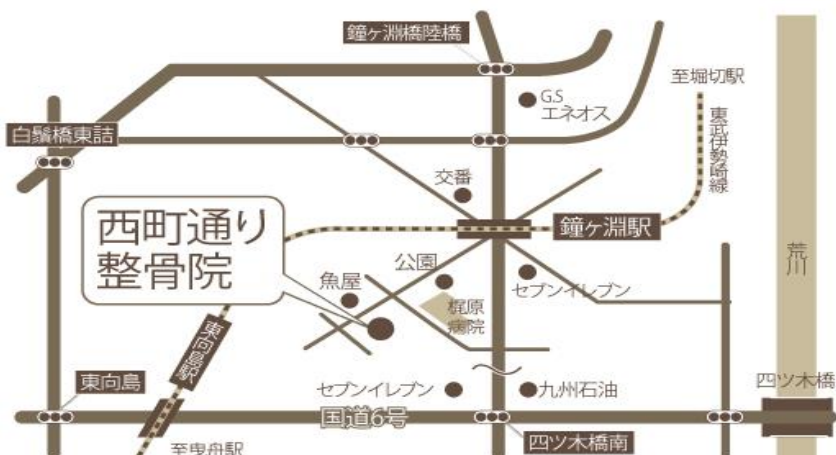 鐘ヶ淵橋陸橋
至堀切駅
G.S
エネオス
東武伊勢崎線
白鬚橋東詰
交番
西町通り
整骨院
鐘ヶ淵駅
荒川
公園
魚屋
セブンイレブン
梶原
病院
東向島駅
東向島
四ツ木橋
セブンイレブン
九州石油
国道6号
四ツ木橋南
至曳舟駅